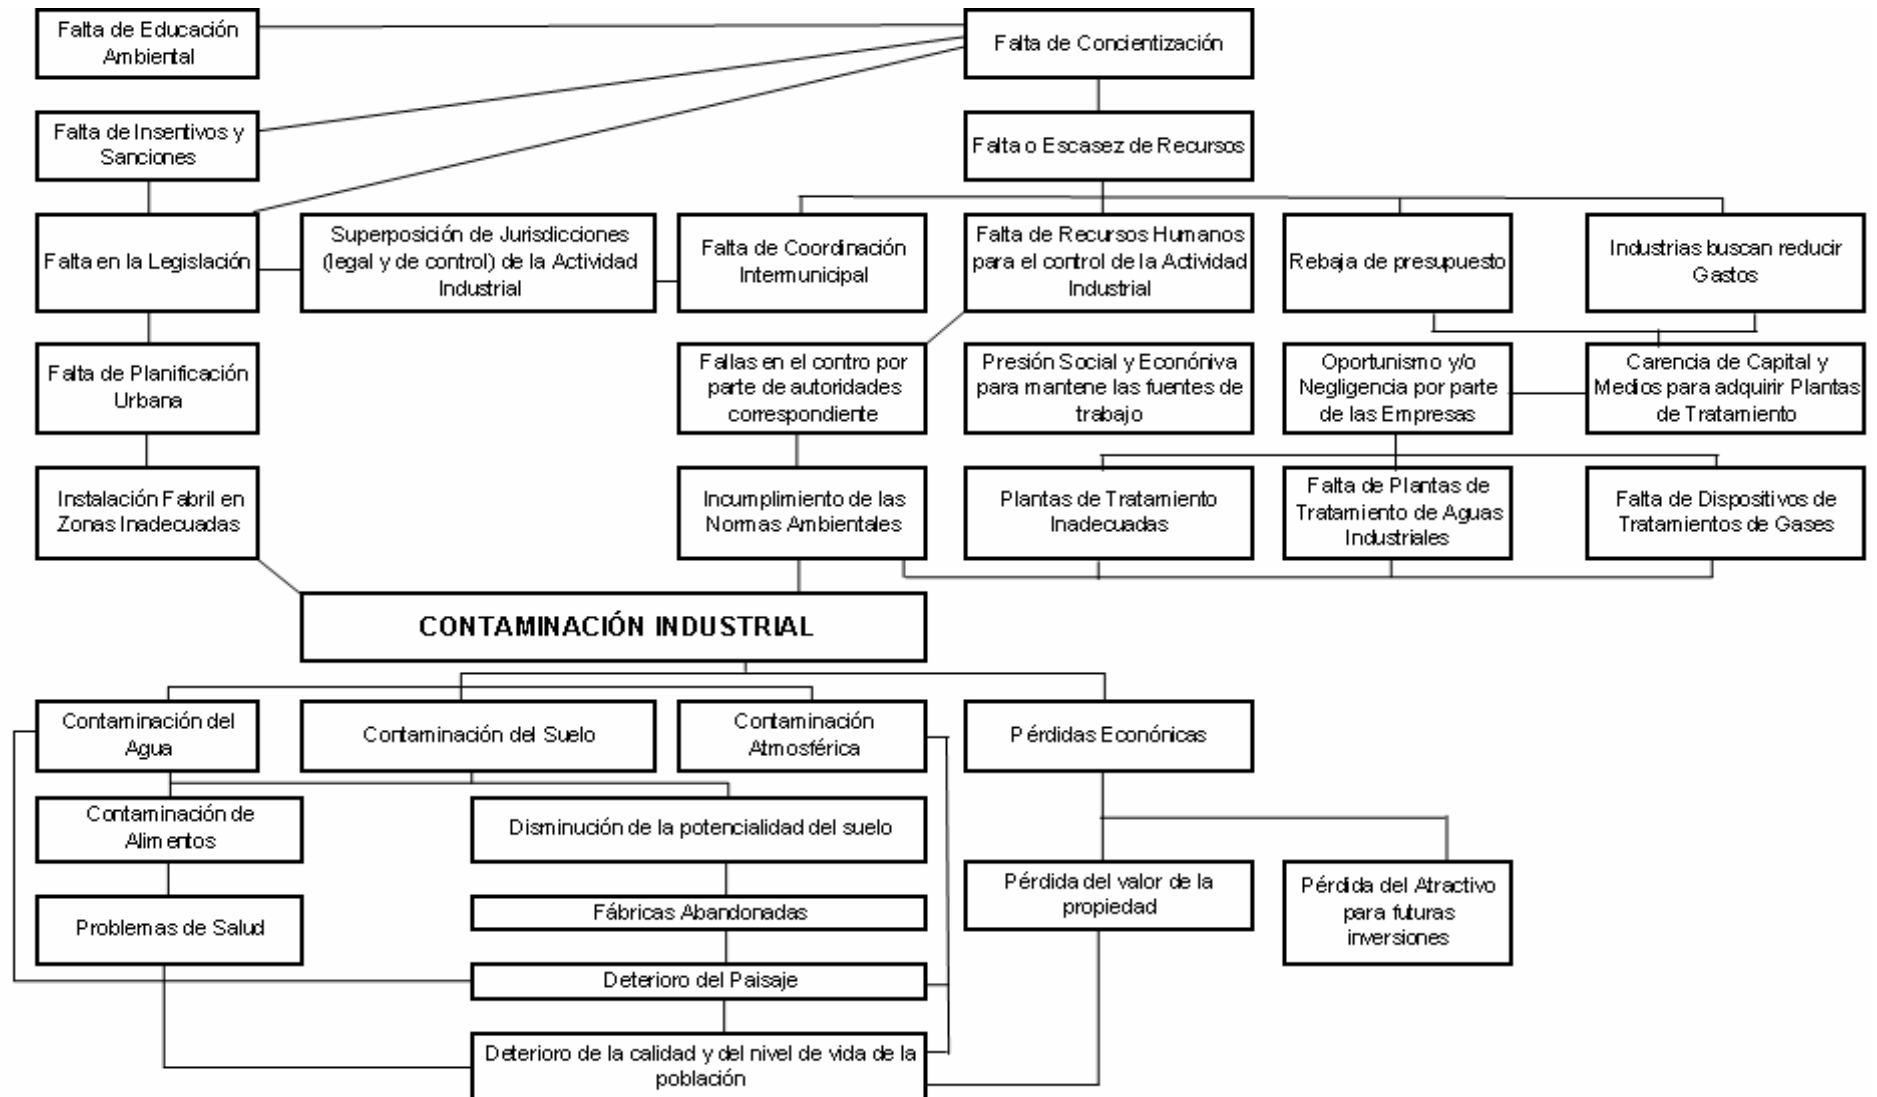 Falta de Educación
Ambiental
Falta de Concientización
Falta de Insentivos y
Sanciones
Falta o Escasez de Recursos
Falta en la Legislación
Superposición de Jurisdicciones
(legal y de control) de la Actividad
Industrial
Falta de Coordinación
Intermunicipal
Falta de Recursos Humanos
para el control de la Actividad
Industrial
Rebaja de presupuesto
Industrias buscan reducir
Gastos
Falta de Planificación
Urbana
Fallas en el contro por
parte de autoridades
correspondiente
Presión Social y Econóniva
para mantene las fuentes de
trabajo
Oportunismo y/o
Negligencia por parte
de las Empresas
Carencia de Capital y
Medios para adquirir Plantas
de Tratamiento
Instalación Fabril en
Zonas Inadecuadas
Incumplimiento de las
Normas Ambientales
Plantas de Tratamiento
Inadecuadas
Falta de Plantas de
Tratamiento de Aguas
Industriales
Falta de Dispositivos de
Tratamientos de Gases
CONTAMINACIÓN INDUSTRIAL
Contaminación del
Agua
Contaminación del Suelo
Contaminación
Atmosférica
Pérdidas Económicas
Contaminación de
Alimentos
Disminución de la potencialidad del suelo
Pérdida del valor de la
propiedad
Pérdida del Atractivo
para futuras
inversiones
Problemas de Salud
Fábricas Abandonadas
Deterioro del Paisaje
Deterioro de la calidad y del nivel de vida de la
población